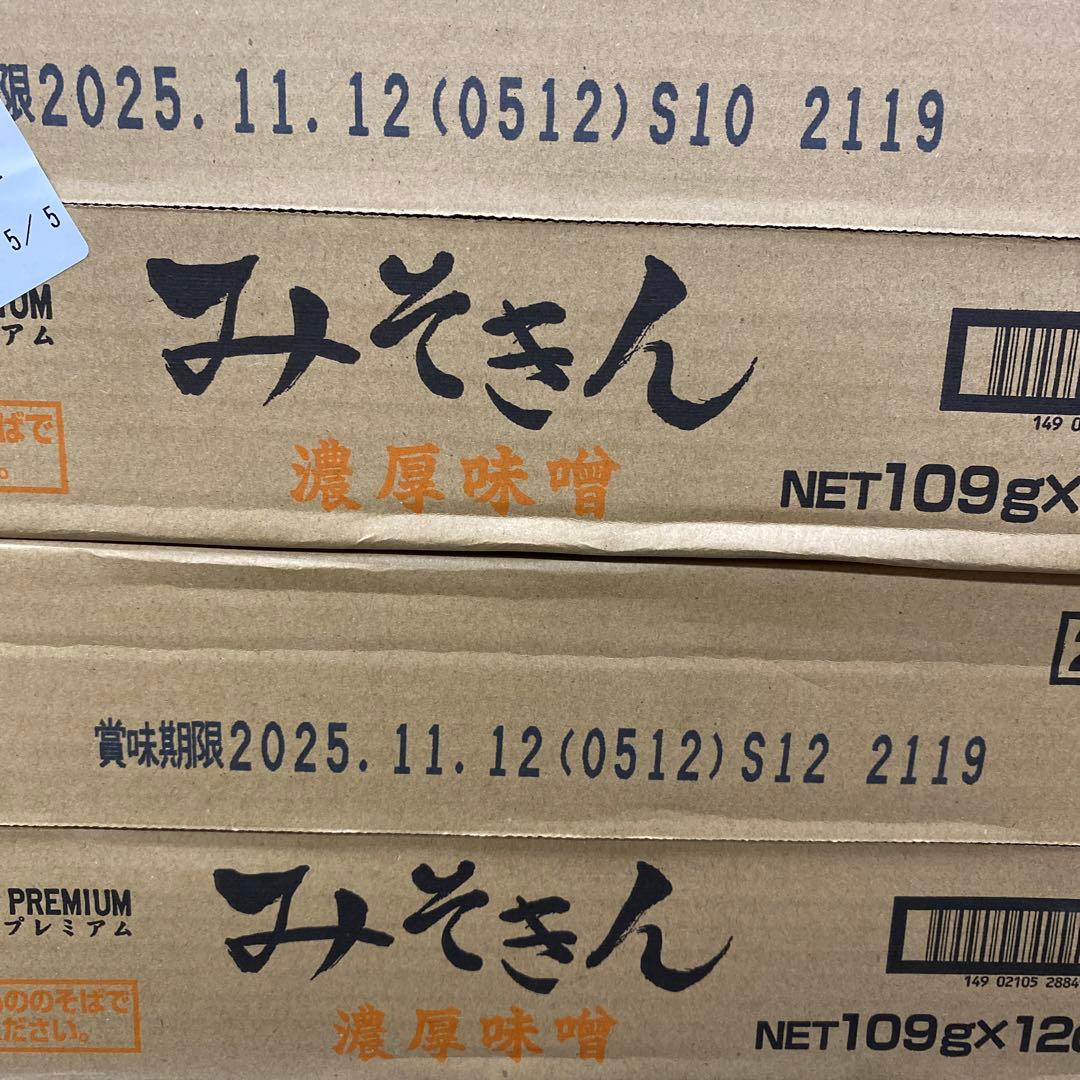 限2025.11.12(0512)S10 2119
5/5
アム
みそきん
ばで
。
濃厚味噌
149 0
NET109g×
賞味期限2025.11.12(0512)S12 2119
PREMIUM
プレミアム
みそきん
149 02105 2884
もののそばで
ださい。
濃厚味噌
NET109g×12